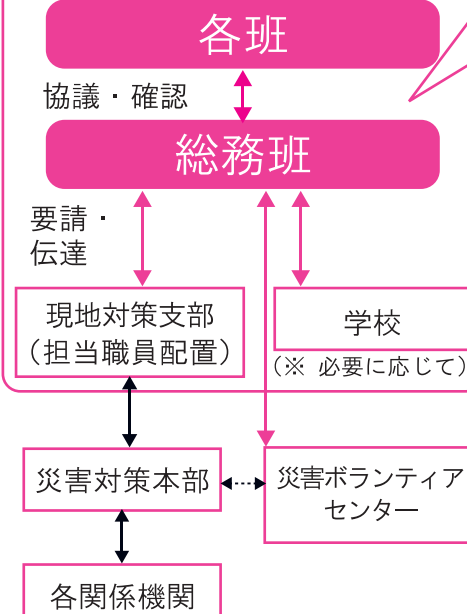 各班
協議・確認
総務班
要請・
伝達
現地対策支部
（担当職員配置）
学校
（※ 必要に応じて）
災害対策本部
災害ボランティア
センター
各関係機関